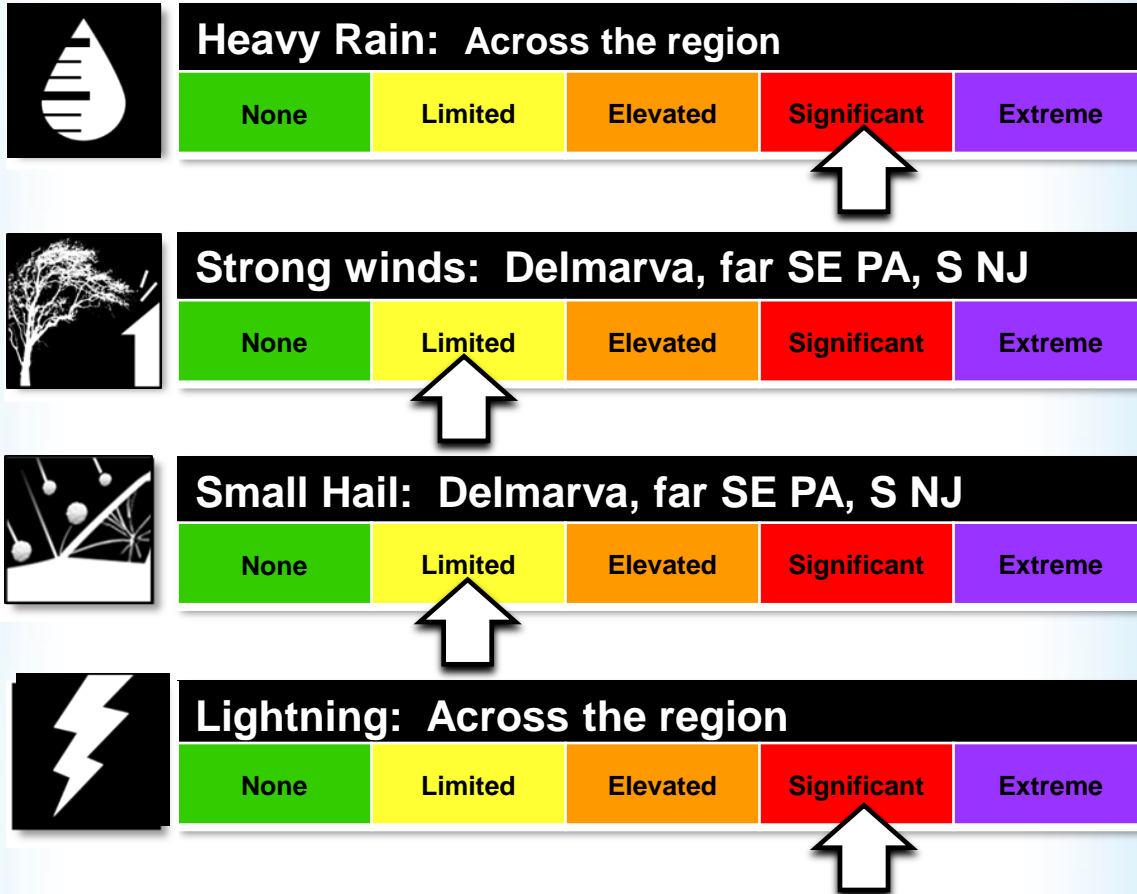 Heavy Rain: Across the region
None Limited Elevated Significant Extreme
Strong winds: Delmarva, far SE PA, S NJ
None Limited Elevated Significant Extreme
Small Hail: Delmarva, far SE PA, S NJ
None Limited Elevated Significant Extreme
Lightning: Across the region
None Limited Elevated Significant Extreme